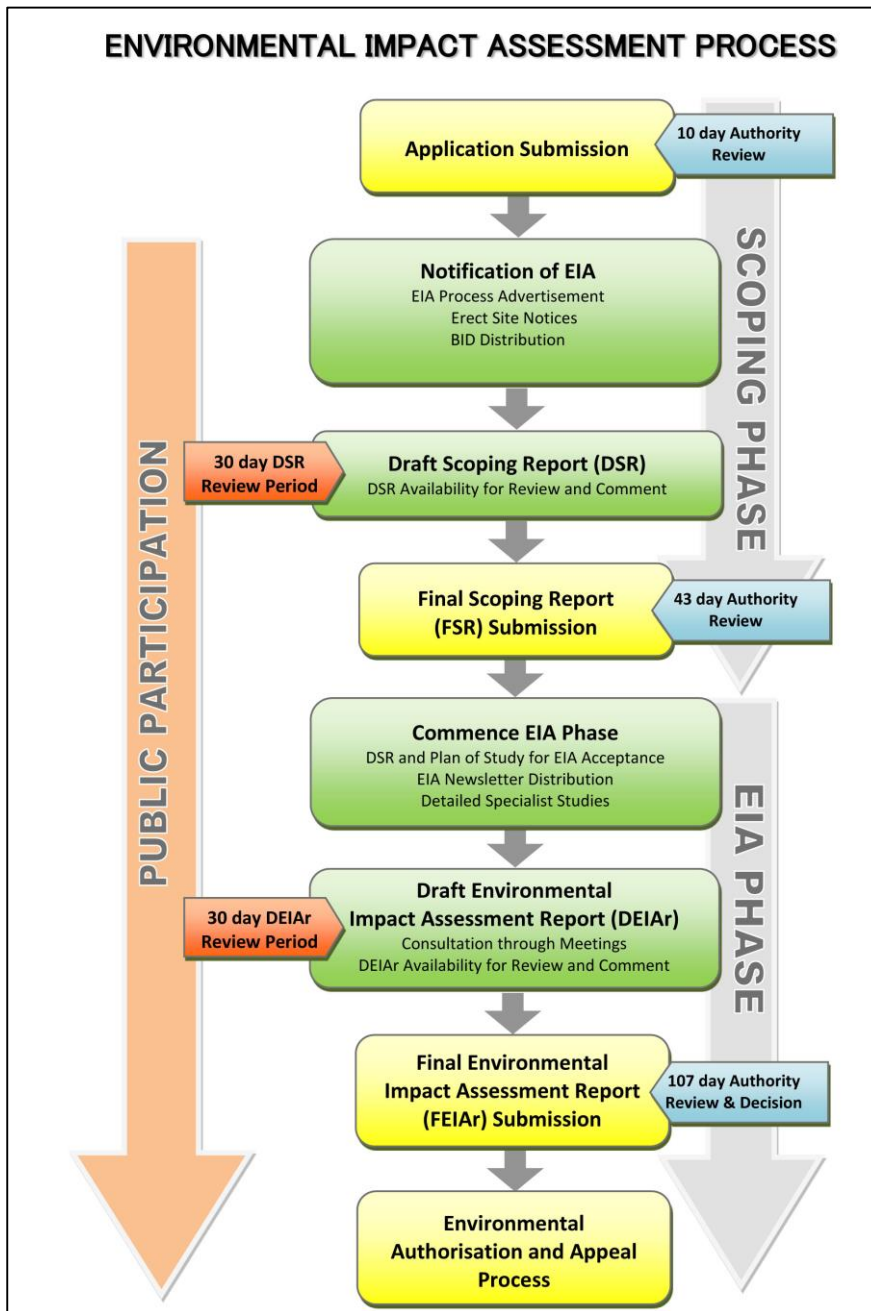 ENVIRONMENTAL IMPACT ASSESSMENT PROCESS
Application Submission
10 day Authority
Review
SCOPING PHASE
Notification of EIA
EIA Process Advertisement
Erect Site Notices
BID Distribution
PUBLIC PARTICIPATION
30 day DSR
Review Period
Draft Scoping Report (DSR)
DSR Availability for Review and Comment
Final Scoping Report
(FSR) Submission
43 day Authority
Review
Commence EIA Phase
DSR and Plan of Study for EIA Acceptance
EIA Newsletter Distribution
Detailed Specialist Studies
EIA PHASE
30 day DEIAr
Review Period
Draft Environmental
Impact Assessment Report (DEIAr)
Consultation through Meetings
DEIAr Availability for Review and Comment
Final Environmental
Impact Assessment Report
(FEIAr) Submission
107 day Authority
Review & Decision
Environmental
Authorisation and Appeal
Process